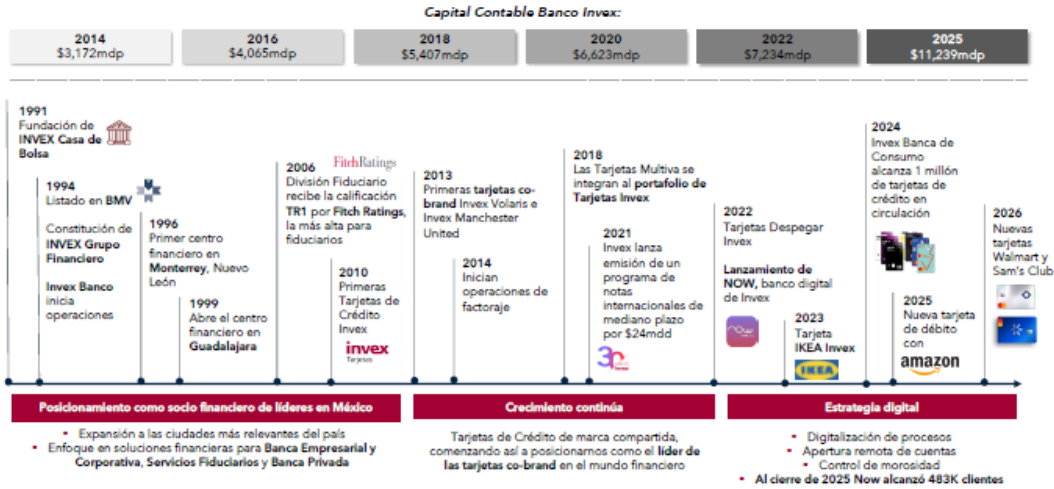 Capital Contable Banco Invex:
2014
$3,172mdp
2016
$4,065mdp
2018
$5,407mdp
2020
$6,623mdp
2022
$7,234mdp
2025
$11,239mdp
1991
Fundación de
INVEX Casa de
Bolsa
1994
Listado en BMV
Constitución de
INVEX Grupo
Financiero
Invex Banco
inicia
operaciones
1996
Primer centro
financiero en
Monterrey, Nuevo
León
1999
Abre el centro
financiero en
Guadalajara
FitchRatings
2006
División Fiduciario
recibe la calificación
TR1 por Fitch Ratings,
la más alta para
fiduciarios
2010
Primeras
Tarjetas de
Crédito
Invex
invex
Tarjetas
2013
Primeras tarjetas co-
brand Invex Volaris e
Invex Manchester
United
2014
Inician
operaciones de
factoraje
2018
Las Tarjetas Multiva se
integran al portafolio de
Tarjetas Invex
2021
Invex lanza
emisión de un
programa de
notas
internacionales de
mediano plazo
por $24mdd
30
2022
Tarjetas Despegar
Invex
Lanzamiento de
NOW, banco digital
de Invex
now
2023
Tarjeta
IKEA Invex
IKEA
2024
Invex Banca de
Consumo
alcanza 1 millón
de tarjetas de
crédito en
circulación
2025
Nueva tarjeta
de débito
con
amazon
2026
Nuevas
tarjetas
Walmart y
Sam's Club
Posicionamiento como socio financiero de líderes en México
▪ Expansión a las ciudades más relevantes del país
▪ Enfoque en soluciones financieras para Banca Empresarial y
Corporativa, Servicios Fiduciarios y Banca Privada
Crecimiento continúa
Tarjetas de Crédito de marca compartida,
comenzando así a posicionarnos como el líder de
las tarjetas co-brand en el mundo financiero
Estrategia digital
▪ Digitalización de procesos
▪ Apertura remota de cuentas
▪ Control de morosidad
▪ Al cierre de 2025 Now alcanzó 483K clientes